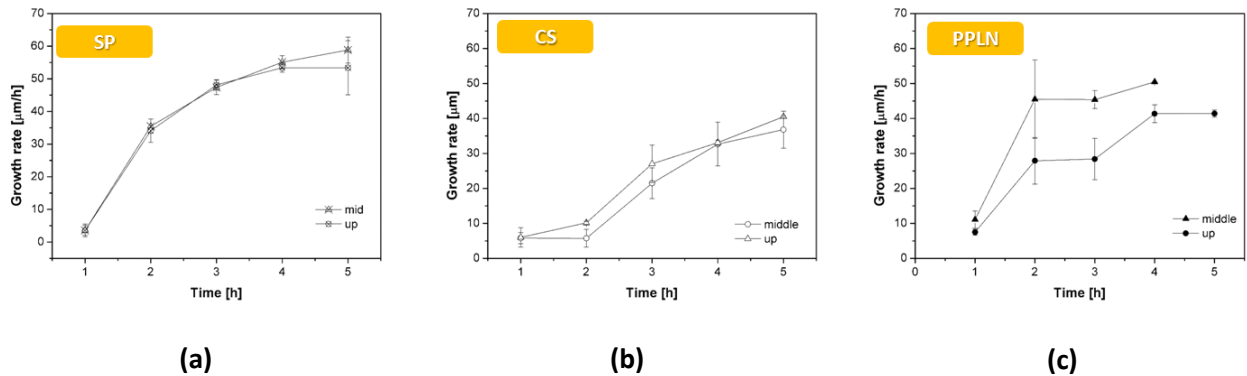 SP
Growth rate [µm/h]
70
60
50
40
30
20
10
0
mid
up
1 2 3 4 5
Time [h]
(a)
CS
Growth rate [µm]
70
60
50
40
30
20
10
0
middle
up
1 2 3 4 5
Time [h]
(b)
PPLN
Growth rate [µm/h]
70
60
50
40
30
20
10
0
middle
up
0 1 2 3 4 5
Time [h]
(c)